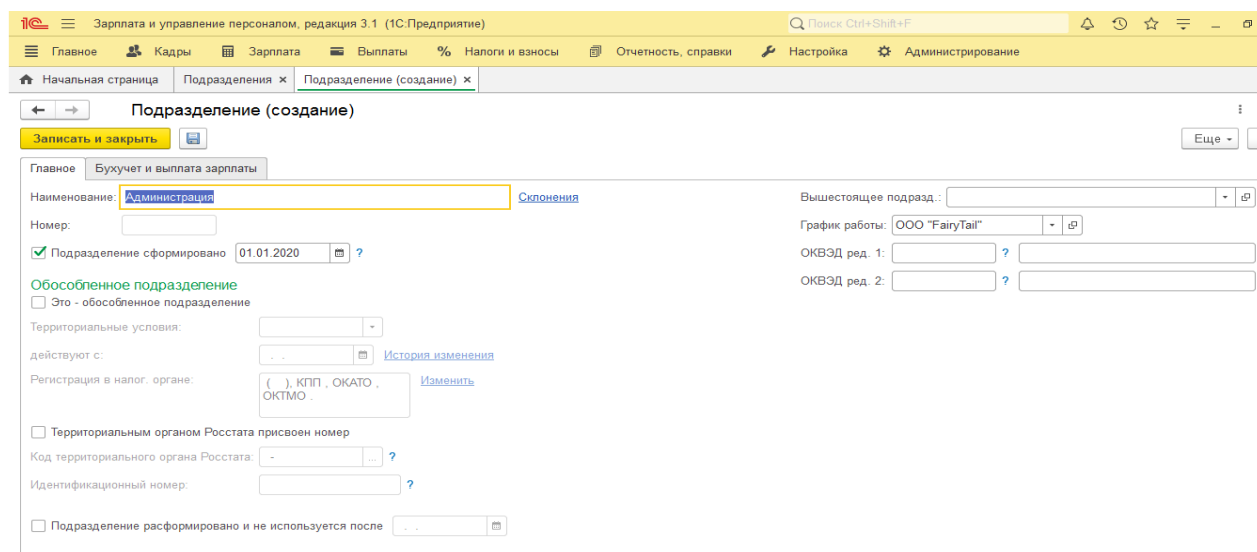 1С Зарплата и управление персоналом, редакция 3.1 (1С:Предприятие) Поиск Ctrl+Shift+F
Главное Кадры Зарплата Выплаты % Налоги и взносы Отчетность, справки Настройка Администрирование
Начальная страница Подразделения × Подразделение (создание) ×
Подразделение (создание)
Записать и закрыть Еще
Главное Бухучет и выплата зарплаты
Наименование: Администрация Склонения Вышестоящее подразд.:
Номер: График работы: ООО "FairyTail"
Подразделение сформировано 01.01.2020 ? ОКВЭД ред. 1: ?
Обособленное подразделение ОКВЭД ред. 2: ?
Это - обособленное подразделение
Территориальные условия:
действуют с: . . История изменения
Регистрация в налог. органе: ( ), КПП , ОКАТО , Изменить
ОКТМО .
Территориальным органом Росстата присвоен номер
Код территориального органа Росстата: - ... ?
Идентификационный номер: ?
Подразделение расформировано и не используется после . .